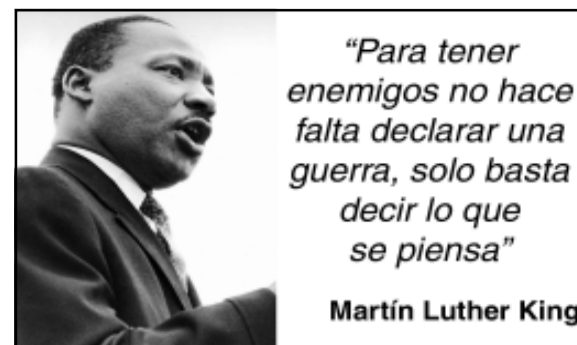 “Para tener
enemigos no hace
falta declarar una
guerra, solo basta
decir lo que
se piensa”
Martín Luther King